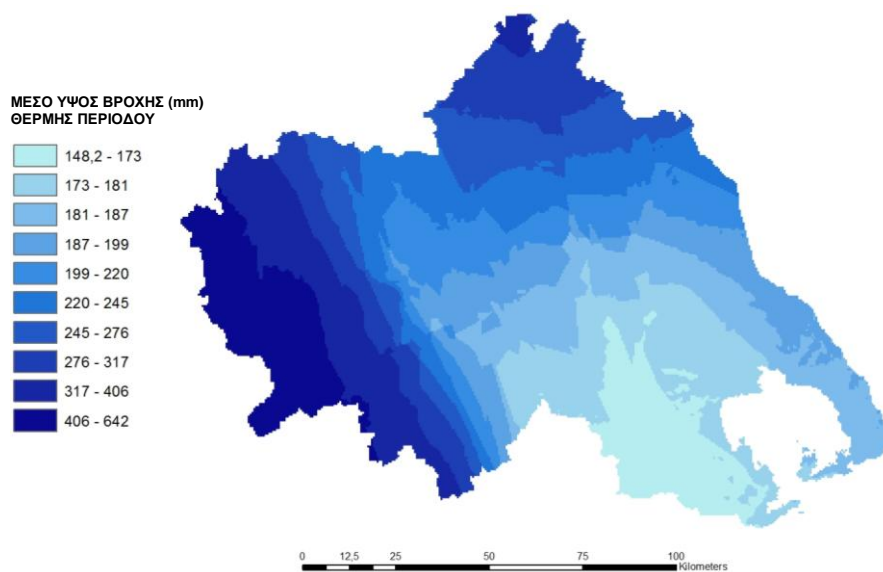 ΜΕΣΟ ΥΨΟΣ ΒΡΟΧΗΣ (mm)
ΘΕΡΜΗΣ ΠΕΡΙΟΔΟΥ
148,2 - 173
173 - 181
181 - 187
187 - 199
199 - 220
220 - 245
245 - 276
276 - 317
317 - 406
406 - 642
0 12,5 25 50 75 100
Kilometers